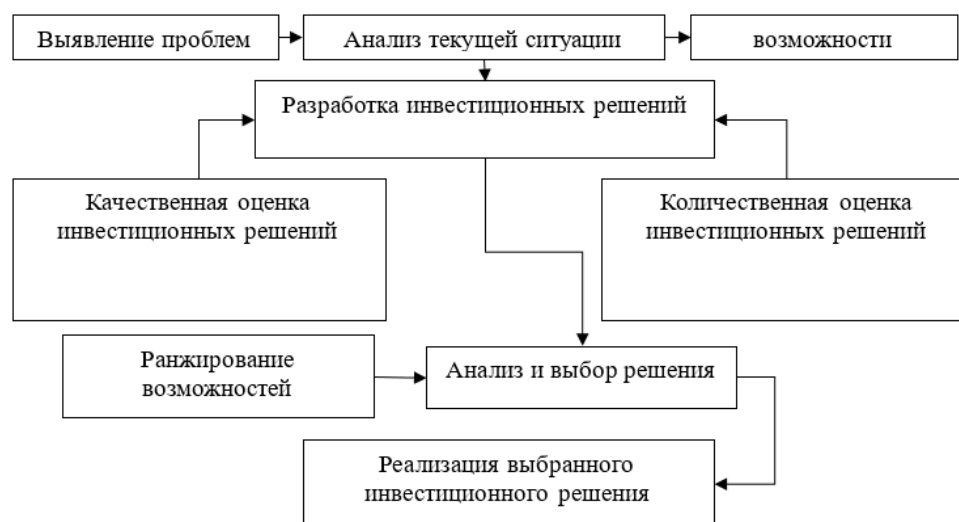 Выявление проблем
Анализ текущей ситуации
возможности
Разработка инвестиционных решений
Качественная оценка
инвестиционных решений
Количественная оценка
инвестиционных решений
Ранжирование
возможностей
Анализ и выбор решения
Реализация выбранного
инвестиционного решения